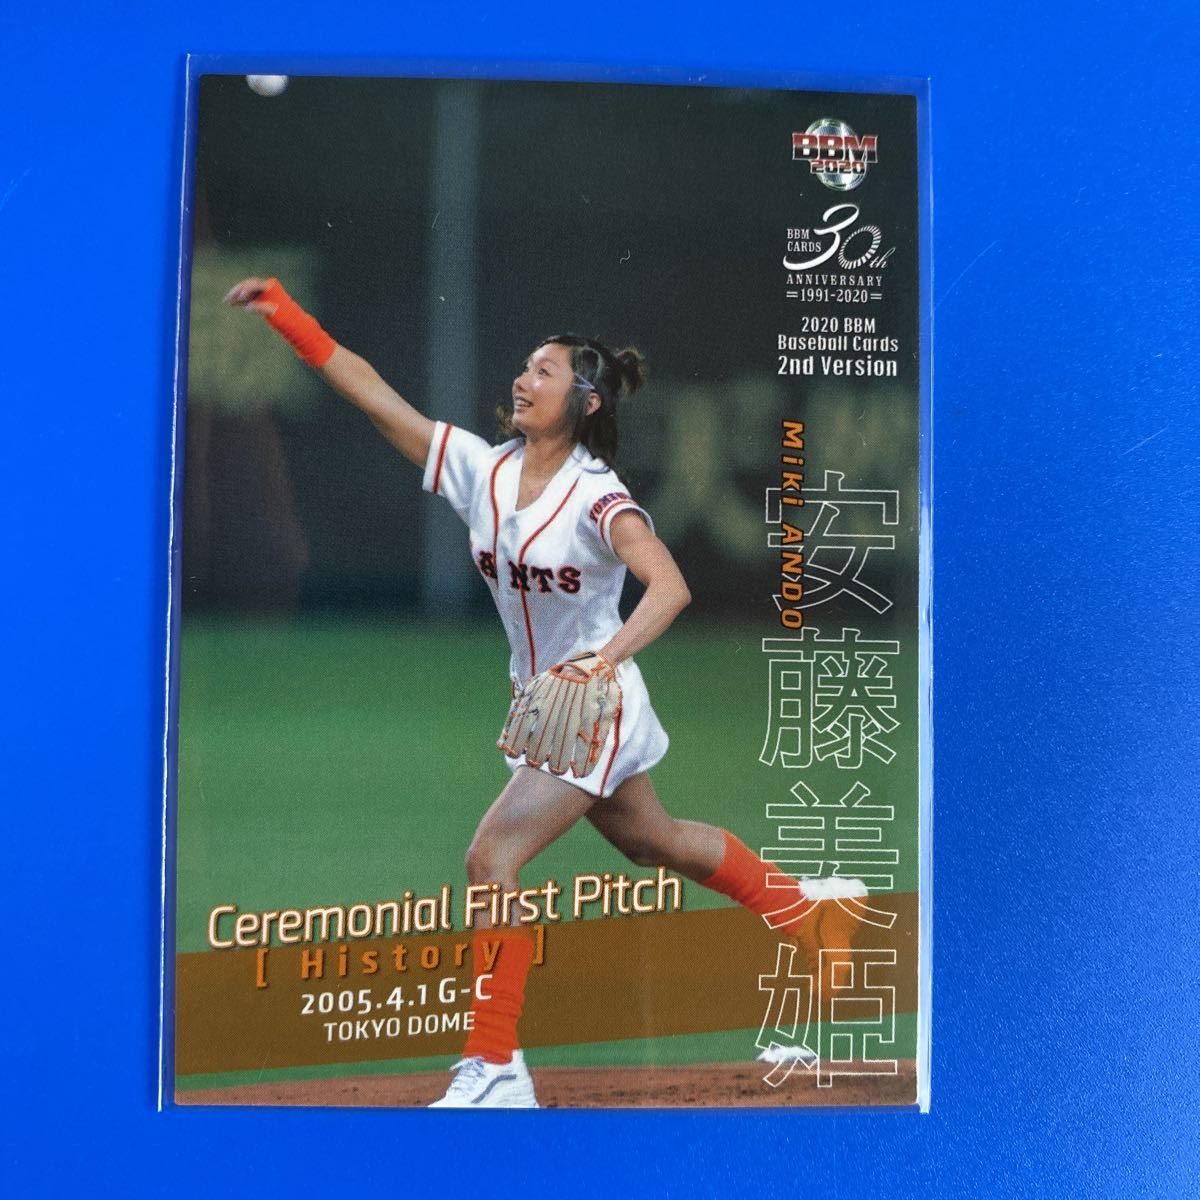 BBM
2020
BBM
CARDS
30th
ANNIVERSARY
=1991-2020=
2020 BBM
Baseball Cards
2nd Version
Miki ANDO
安藤美姫
ANTS
Ceremonial First Pitch
[ History ]
2005.4.1 G-C
TOKYO DOME